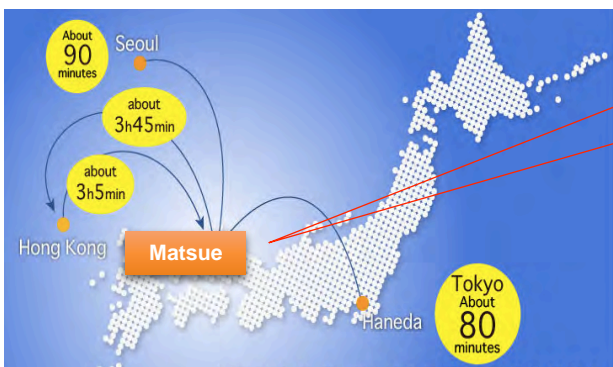 About
90
minutes
Seoul
about
3h45min
about
3h5min
Hong Kong
Matsue
Haneda
Tokyo
About
80
minutes